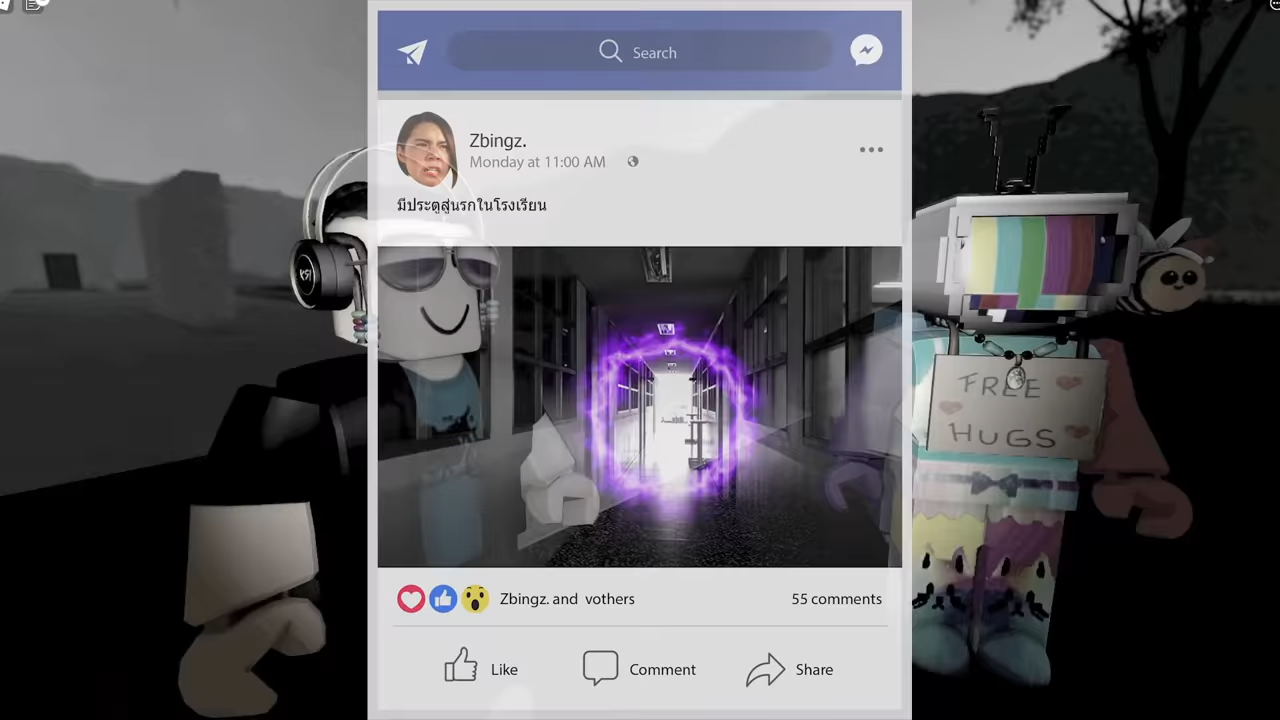 Search
Zbingz.
Monday at 11:00 AM
มีประตูสู่นรกในโรงเรียน
FREE
HUGS
Zbingz. and vothers
55 comments
Like
Comment
Share